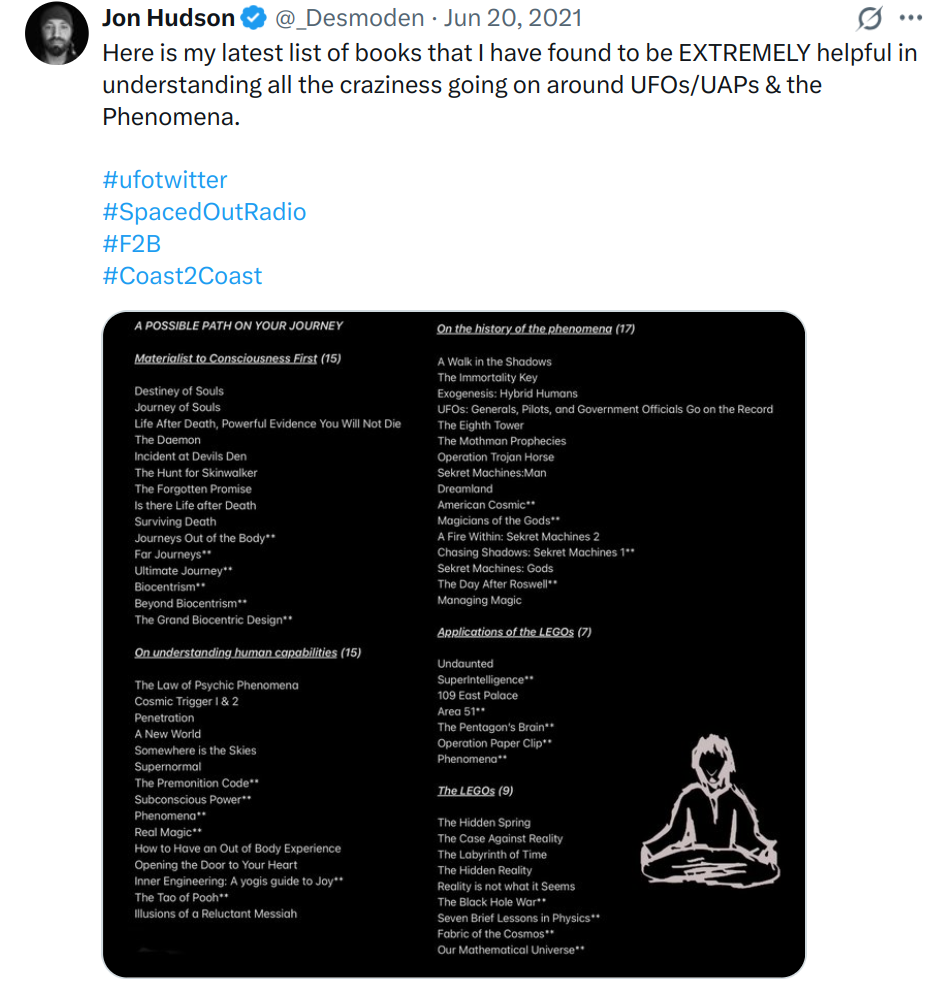 Jon Hudson @_Desmoden · Jun 20, 2021
Here is my latest list of books that I have found to be EXTREMELY helpful in
understanding all the craziness going on around UFOs/UAPs & the
Phenomena.
#ufotwitter
#SpacedOutRadio
#F2B
#Coast2Coast
A POSSIBLE PATH ON YOUR JOURNEY
Materialist to Consciousness First (15)
Destiney of Souls
Journey of Souls
Life After Death, Powerful Evidence You Will Not Die
The Daemon
Incident at Devils Den
The Hunt for Skinwalker
The Forgotten Promise
Is there Life after Death
Surviving Death
Journeys Out of the Body**
Far Journeys**
Ultimate Journey**
Biocentrism**
Beyond Biocentrism**
The Grand Biocentric Design**
On understanding human capabilities (15)
The Law of Psychic Phenomena
Cosmic Trigger I & 2
Penetration
A New World
Somewhere is the Skies
Supernormal
The Premonition Code**
Subconscious Power**
Phenomena**
Real Magic**
How to Have an Out of Body Experience
Opening the Door to Your Heart
Inner Engineering: A yogis guide to Joy**
The Tao of Pooh**
Illusions of a Reluctant Messiah
On the history of the phenomena (17)
A Walk in the Shadows
The Immortality Key
Exogenesis: Hybrid Humans
UFOs: Generals, Pilots, and Government Officials Go on the Record
The Eighth Tower
The Mothman Prophecies
Operation Trojan Horse
Sekret Machines:Man
Dreamland
American Cosmic**
Magicians of the Gods**
A Fire Within: Sekret Machines 2
Chasing Shadows: Sekret Machines 1**
Sekret Machines: Gods
The Day After Roswell**
Managing Magic
Applications of the LEGOs (7)
Undaunted
SuperIntelligence**
109 East Palace
Area 51**
The Pentagon's Brain**
Operation Paper Clip**
Phenomena**
The LEGOs (9)
The Hidden Spring
The Case Against Reality
The Labyrinth of Time
The Hidden Reality
Reality is not what it Seems
The Black Hole War**
Seven Brief Lessons in Physics**
Fabric of the Cosmos**
Our Mathematical Universe**